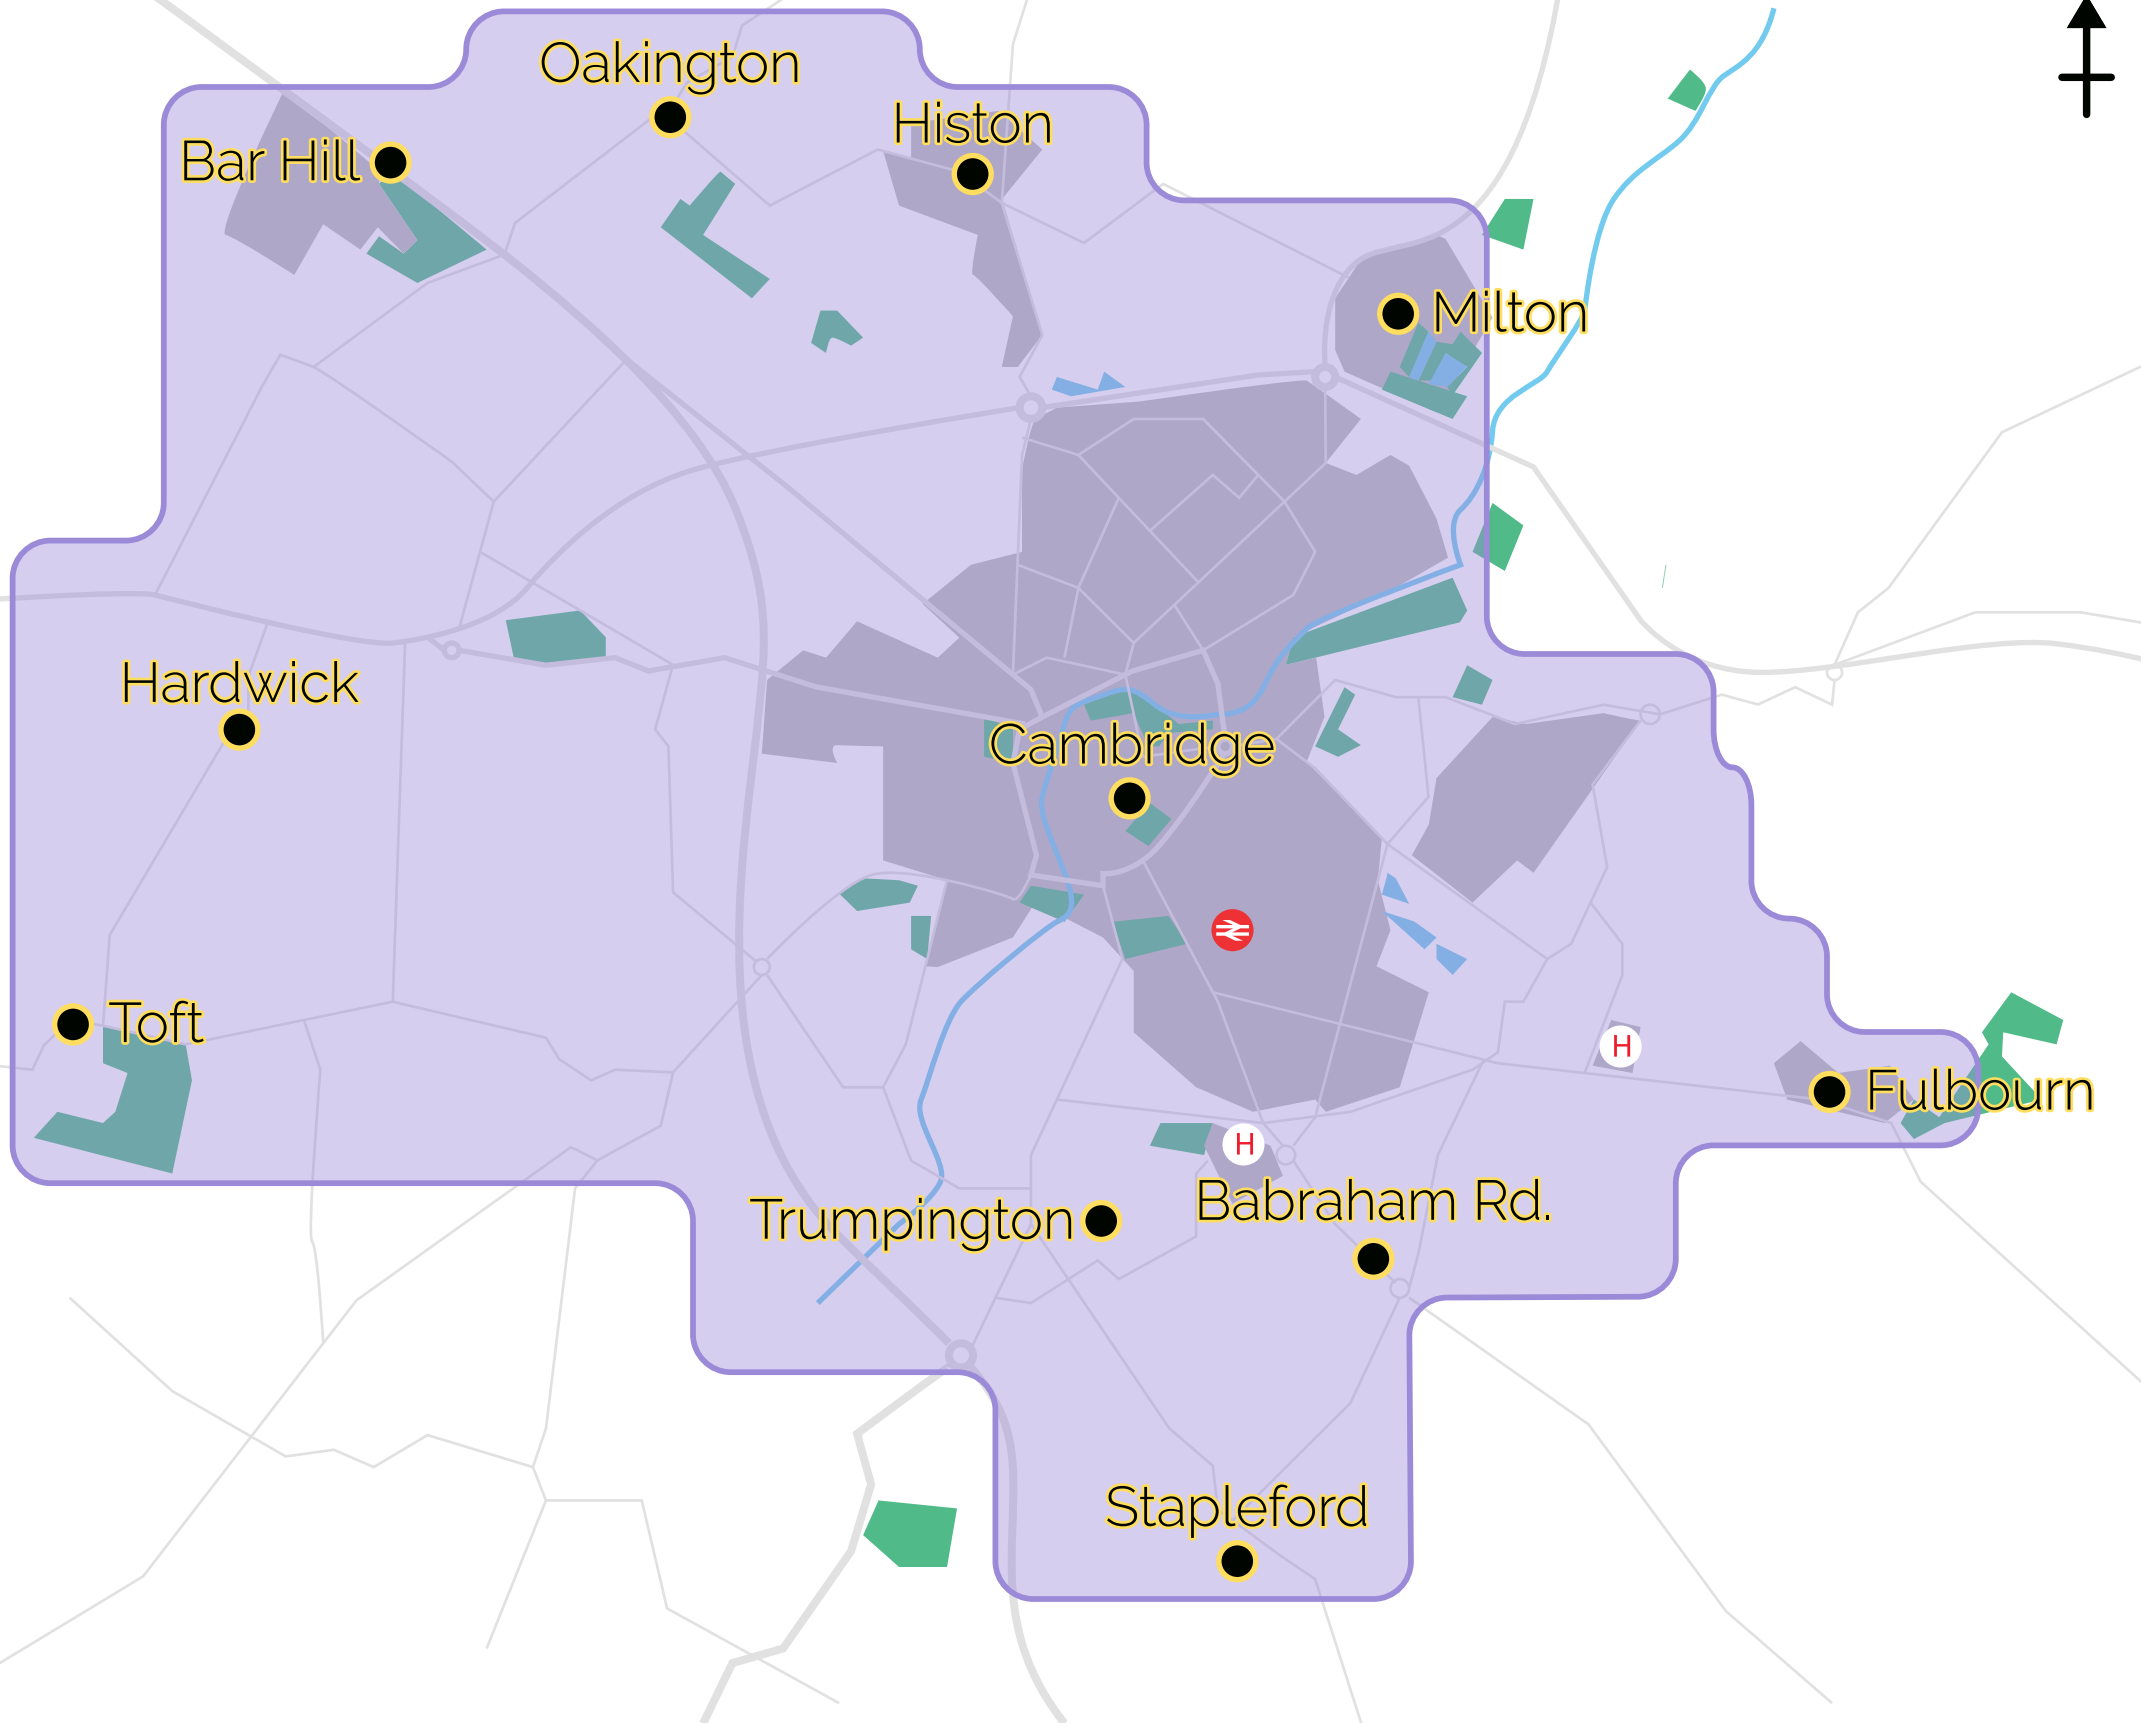 Oakington
Histon
Bar Hill
Milton
Hardwick
Cambridge
Toft
H
Fulbourn
H
Trumpington
Babraham Rd.
Stapleford